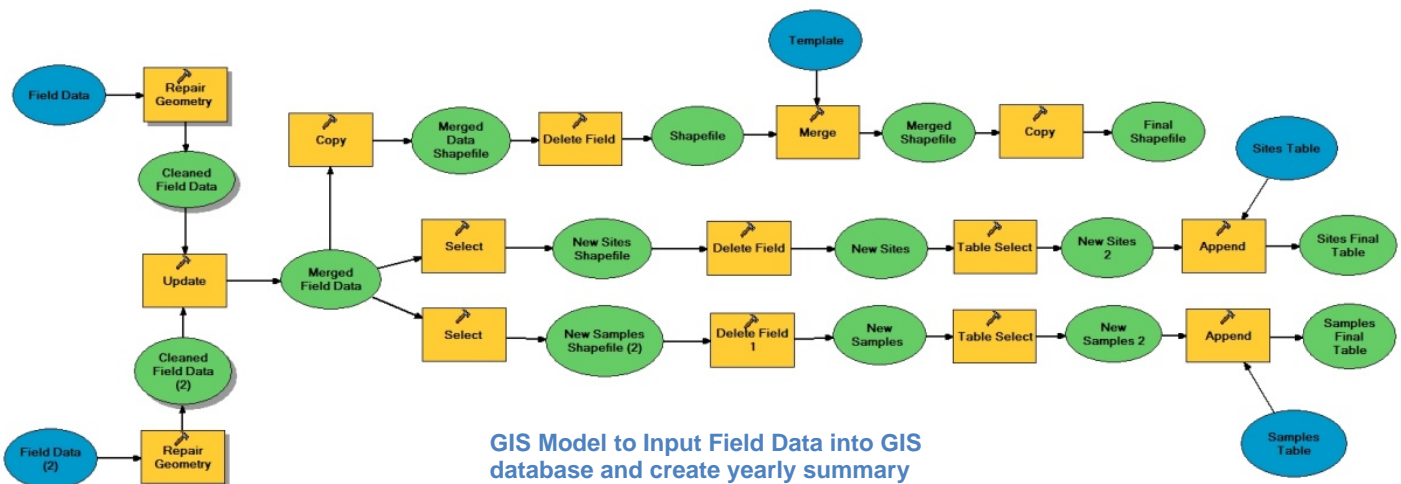 Template
Field Data
Repair
Geometry
Copy
Merged
Data
Shapefile
Delete Field
Shapefile
Merge
Merged
Shapefile
Copy
Final
Shapefile
Sites Table
Cleaned
Field Data
Update
Merged
Field Data
Select
New Sites
Shapefile
Delete Field
New Sites
Table Select
New Sites
2
Append
Sites Final
Table
Select
New Samples
Shapefile (2)
Delete Field
1
New
Samples
Table Select
New
Samples 2
Append
Samples
Final
Table
Cleaned
Field Data
(2)
Field Data
(2)
Repair
Geometry
Samples
Table
GIS Model to Input Field Data into GIS
database and create yearly summary